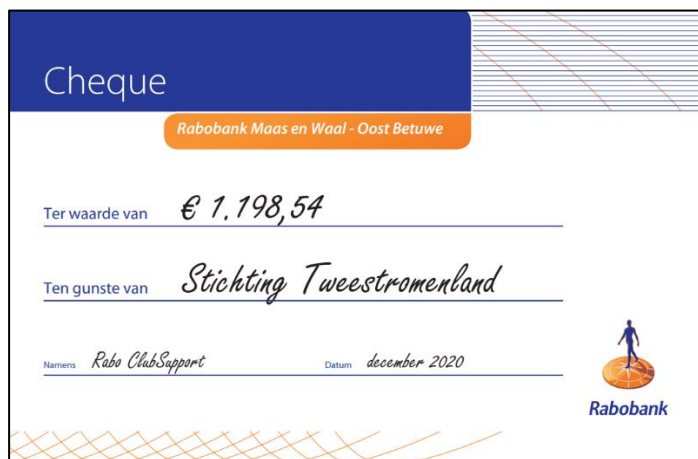 Cheque
Rabobank Maas en Waal - Oost Betuwe
Ter waarde van € 1.198,54
Ten gunste van Stichting Tweestromenland
Namens Rabo ClubSupport Datum december 2020
Rabobank